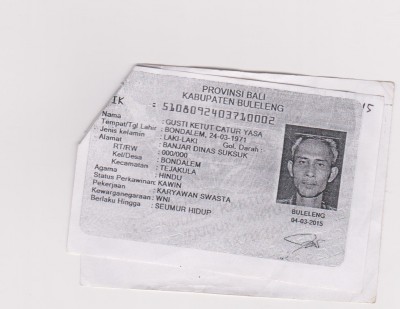 PROVINSI BALI
KABUPATEN BULELENG
IK : 5108092403710002
Nama : GUSTI KETUT CATUR YASA
Tempat/Tgl Lahir : BONDALEM, 24-03-1971
Jenis kelamin : LAKI-LAKI Gol. Darah :
Alamat : BANJAR DINAS SUKSUK
RT/RW : 000/000
Kel/Desa : BONDALEM
Kecamatan : TEJAKULA
Agama : HINDU
Status Perkawinan: KAWIN
Pekerjaan : KARYAWAN SWASTA
Kewarganegaraan: WNI
Berlaku Hingga : SEUMUR HIDUP
BULELENG
04-03-2015
15